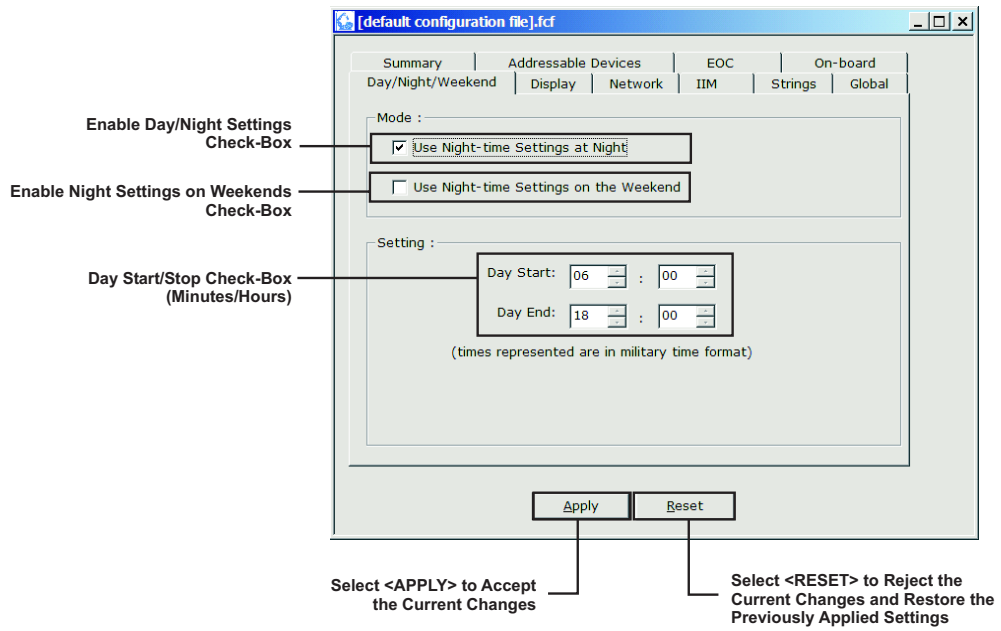 [default configuration file].fcf
Summary Addressable Devices EOC On-board
Day/Night/Weekend Display Network IIM Strings Global
Mode :
Enable Day/Night Settings
Check-Box
Use Night-time Settings at Night
Enable Night Settings on Weekends
Check-Box
Use Night-time Settings on the Weekend
Setting :
Day Start/Stop Check-Box
(Minutes/Hours)
Day Start: 06 : 00
Day End: 18 : 00
(times represented are in military time format)
Apply Reset
Select <APPLY> to Accept
the Current Changes
Select <RESET> to Reject the
Current Changes and Restore the
Previously Applied Settings